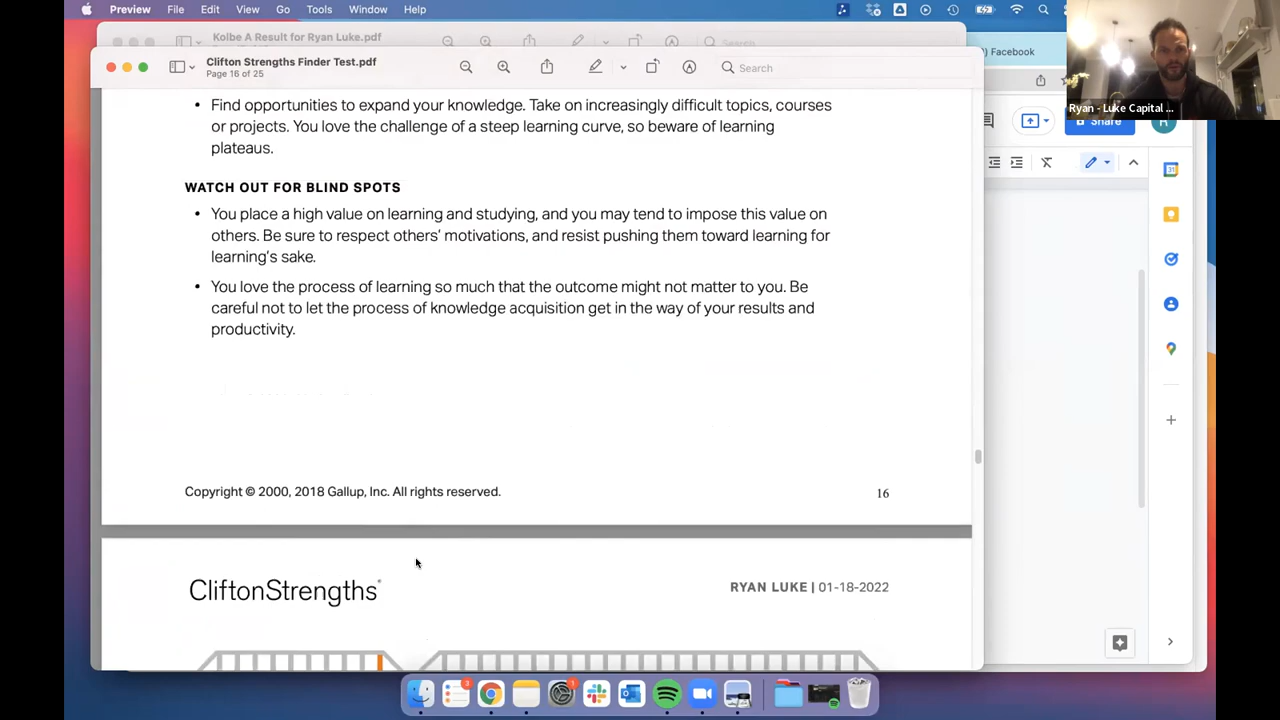 Preview File Edit View Go Tools Window Help
Kolbe A Result for Ryan Luke.pdf
Search
Facebook
Clifton Strengths Finder Test.pdf
Page 16 of 25
Search
Ryan - Luke Capital ...
Share
• Find opportunities to expand your knowledge. Take on increasingly difficult topics, courses
or projects. You love the challenge of a steep learning curve, so beware of learning
plateaus.
WATCH OUT FOR BLIND SPOTS
• You place a high value on learning and studying, and you may tend to impose this value on
others. Be sure to respect others’ motivations, and resist pushing them toward learning for
learning’s sake.
• You love the process of learning so much that the outcome might not matter to you. Be
careful not to let the process of knowledge acquisition get in the way of your results and
productivity.
Copyright © 2000, 2018 Gallup, Inc. All rights reserved.
16
CliftonStrengths®
RYAN LUKE | 01-18-2022
31
3
1